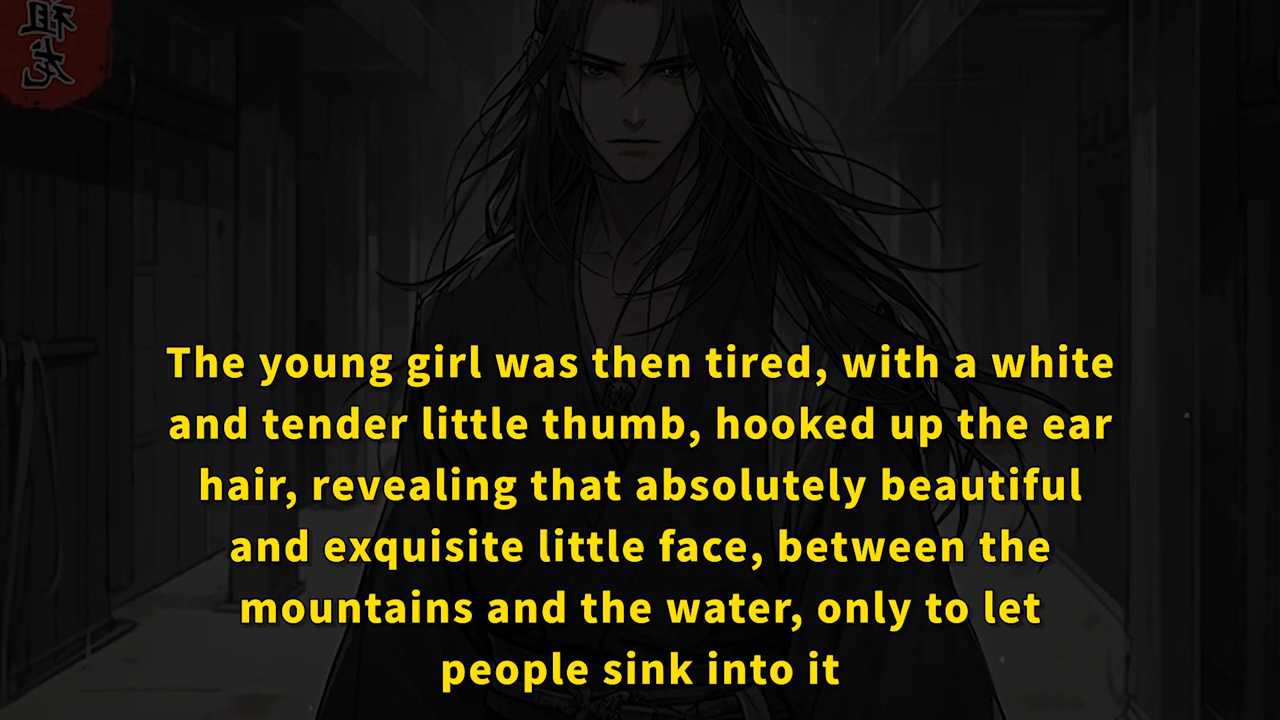 祖龙
The young girl was then tired, with a white
and tender little thumb, hooked up the ear
hair, revealing that absolutely beautiful
and exquisite little face, between the
mountains and the water, only to let
people sink into it